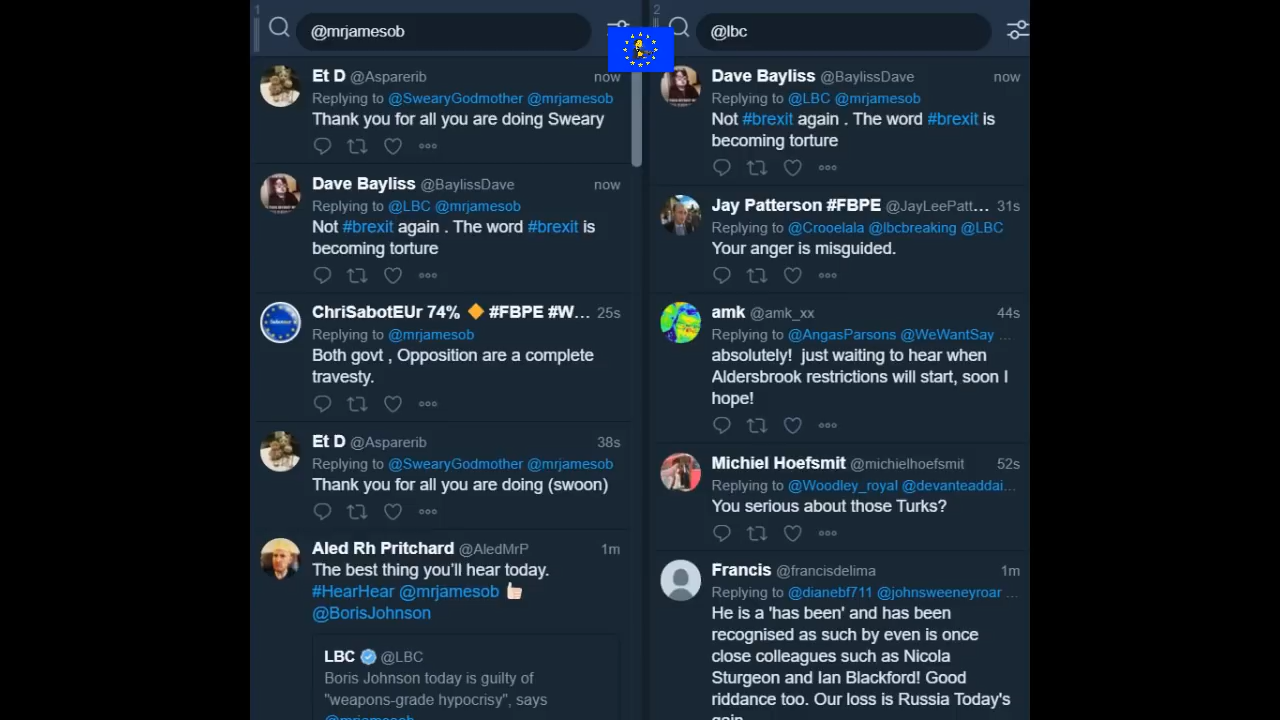 1
@mrjamesob
Et D @Asparerib now
Replying to @SwearyGodmother @mrjamesob
Thank you for all you are doing Sweary
Dave Bayliss @BaylissDave now
Replying to @LBC @mrjamesob
Not #brexit again . The word #brexit is
becoming torture
ChriSabotEUr 74% 🔶 #FBPE #W... 25s
Replying to @mrjamesob
Both govt , Opposition are a complete
travesty.
Et D @Asparerib 38s
Replying to @SwearyGodmother @mrjamesob
Thank you for all you are doing (swoon)
Aled Rh Pritchard @AledMrP 1m
The best thing you'll hear today.
#HearHear @mrjamesob 👍🏻
@BorisJohnson
LBC @LBC
Boris Johnson today is guilty of
"weapons-grade hypocrisy", says
@mrjamesob
2
@lbc
Dave Bayliss @BaylissDave now
Replying to @LBC @mrjamesob
Not #brexit again . The word #brexit is
becoming torture
Jay Patterson #FBPE @JayLeePatt... 31s
Replying to @Crooelala @lbcbreaking @LBC
Your anger is misguided.
amk @amk_xx 44s
Replying to @AngasParsons @WeWantSay ...
absolutely! just waiting to hear when
Aldersbrook restrictions will start, soon I
hope!
Michiel Hoefsmit @michielhoefsmit 52s
Replying to @Woodley_royal @devanteaddai...
You serious about those Turks?
Francis @francisdelima 1m
Replying to @dianebf711 @johnsweeneyroar ...
He is a 'has been' and has been
recognised as such by even is once
close colleagues such as Nicola
Sturgeon and Ian Blackford! Good
riddance too. Our loss is Russia Today's
gain